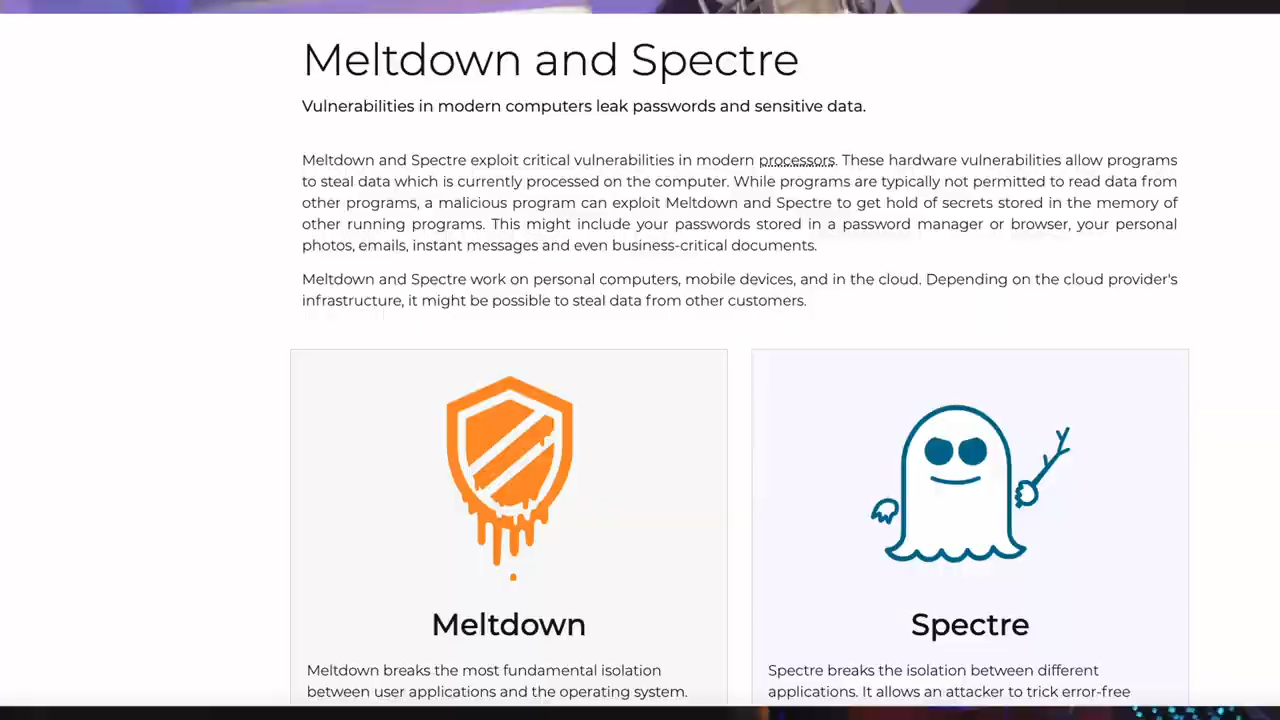 Meltdown and Spectre
Vulnerabilities in modern computers leak passwords and sensitive data.
Meltdown and Spectre exploit critical vulnerabilities in modern processors. These hardware vulnerabilities allow programs
to steal data which is currently processed on the computer. While programs are typically not permitted to read data from
other programs, a malicious program can exploit Meltdown and Spectre to get hold of secrets stored in the memory of
other running programs. This might include your passwords stored in a password manager or browser, your personal
photos, emails, instant messages and even business-critical documents.
Meltdown and Spectre work on personal computers, mobile devices, and in the cloud. Depending on the cloud provider's
infrastructure, it might be possible to steal data from other customers.
Meltdown
Meltdown breaks the most fundamental isolation
between user applications and the operating system.
Spectre
Spectre breaks the isolation between different
applications. It allows an attacker to trick error-free